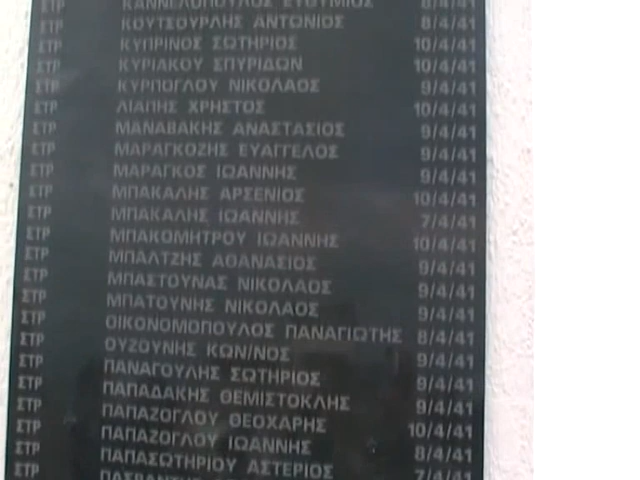 ΣΤΡ ΚΑΝΝΕΛΟΠΟΥΛΟΣ ΕΥΘΥΜΙΟΣ 8/4/41
ΣΤΡ ΚΟΥΤΣΟΥΡΛΗΣ ΑΝΤΩΝΙΟΣ 8/4/41
ΣΤΡ ΚΥΠΡΙΝΟΣ ΣΩΤΗΡΙΟΣ 10/4/41
ΣΤΡ ΚΥΡΙΑΚΟΥ ΣΠΥΡΙΔΩΝ 10/4/41
ΣΤΡ ΚΥΡΠΟΓΛΟΥ ΝΙΚΟΛΑΟΣ 9/4/41
ΣΤΡ ΛΙΑΠΗΣ ΧΡΗΣΤΟΣ 10/4/41
ΣΤΡ ΜΑΝΑΒΑΚΗΣ ΑΝΑΣΤΑΣΙΟΣ 9/4/41
ΣΤΡ ΜΑΡΑΓΚΟΖΗΣ ΕΥΑΓΓΕΛΟΣ 9/4/41
ΣΤΡ ΜΑΡΑΓΚΟΣ ΙΩΑΝΝΗΣ 9/4/41
ΣΤΡ ΜΠΑΚΑΛΗΣ ΑΡΣΕΝΙΟΣ 10/4/41
ΣΤΡ ΜΠΑΚΑΛΗΣ ΙΩΑΝΝΗΣ 7/4/41
ΣΤΡ ΜΠΑΚΟΜΗΤΡΟΥ ΙΩΑΝΝΗΣ 10/4/41
ΣΤΡ ΜΠΑΛΤΖΗΣ ΑΘΑΝΑΣΙΟΣ 9/4/41
ΣΤΡ ΜΠΑΣΤΟΥΝΑΣ ΝΙΚΟΛΑΟΣ 9/4/41
ΣΤΡ ΜΠΑΤΟΥΝΗΣ ΝΙΚΟΛΑΟΣ 9/4/41
ΣΤΡ ΟΙΚΟΝΟΜΟΠΟΥΛΟΣ ΠΑΝΑΓΙΩΤΗΣ 8/4/41
ΣΤΡ ΟΥΖΟΥΝΗΣ ΚΩΝ/ΝΟΣ 9/4/41
ΣΤΡ ΠΑΝΑΓΟΥΛΗΣ ΣΩΤΗΡΙΟΣ 9/4/41
ΣΤΡ ΠΑΠΑΔΑΚΗΣ ΘΕΜΙΣΤΟΚΛΗΣ 9/4/41
ΣΤΡ ΠΑΠΑΖΟΓΛΟΥ ΘΕΟΧΑΡΗΣ 10/4/41
ΣΤΡ ΠΑΠΑΖΟΓΛΟΥ ΙΩΑΝΝΗΣ 8/4/41
ΣΤΡ ΠΑΠΑΣΩΤΗΡΙΟΥ ΑΣΤΕΡΙΟΣ 7/4/41